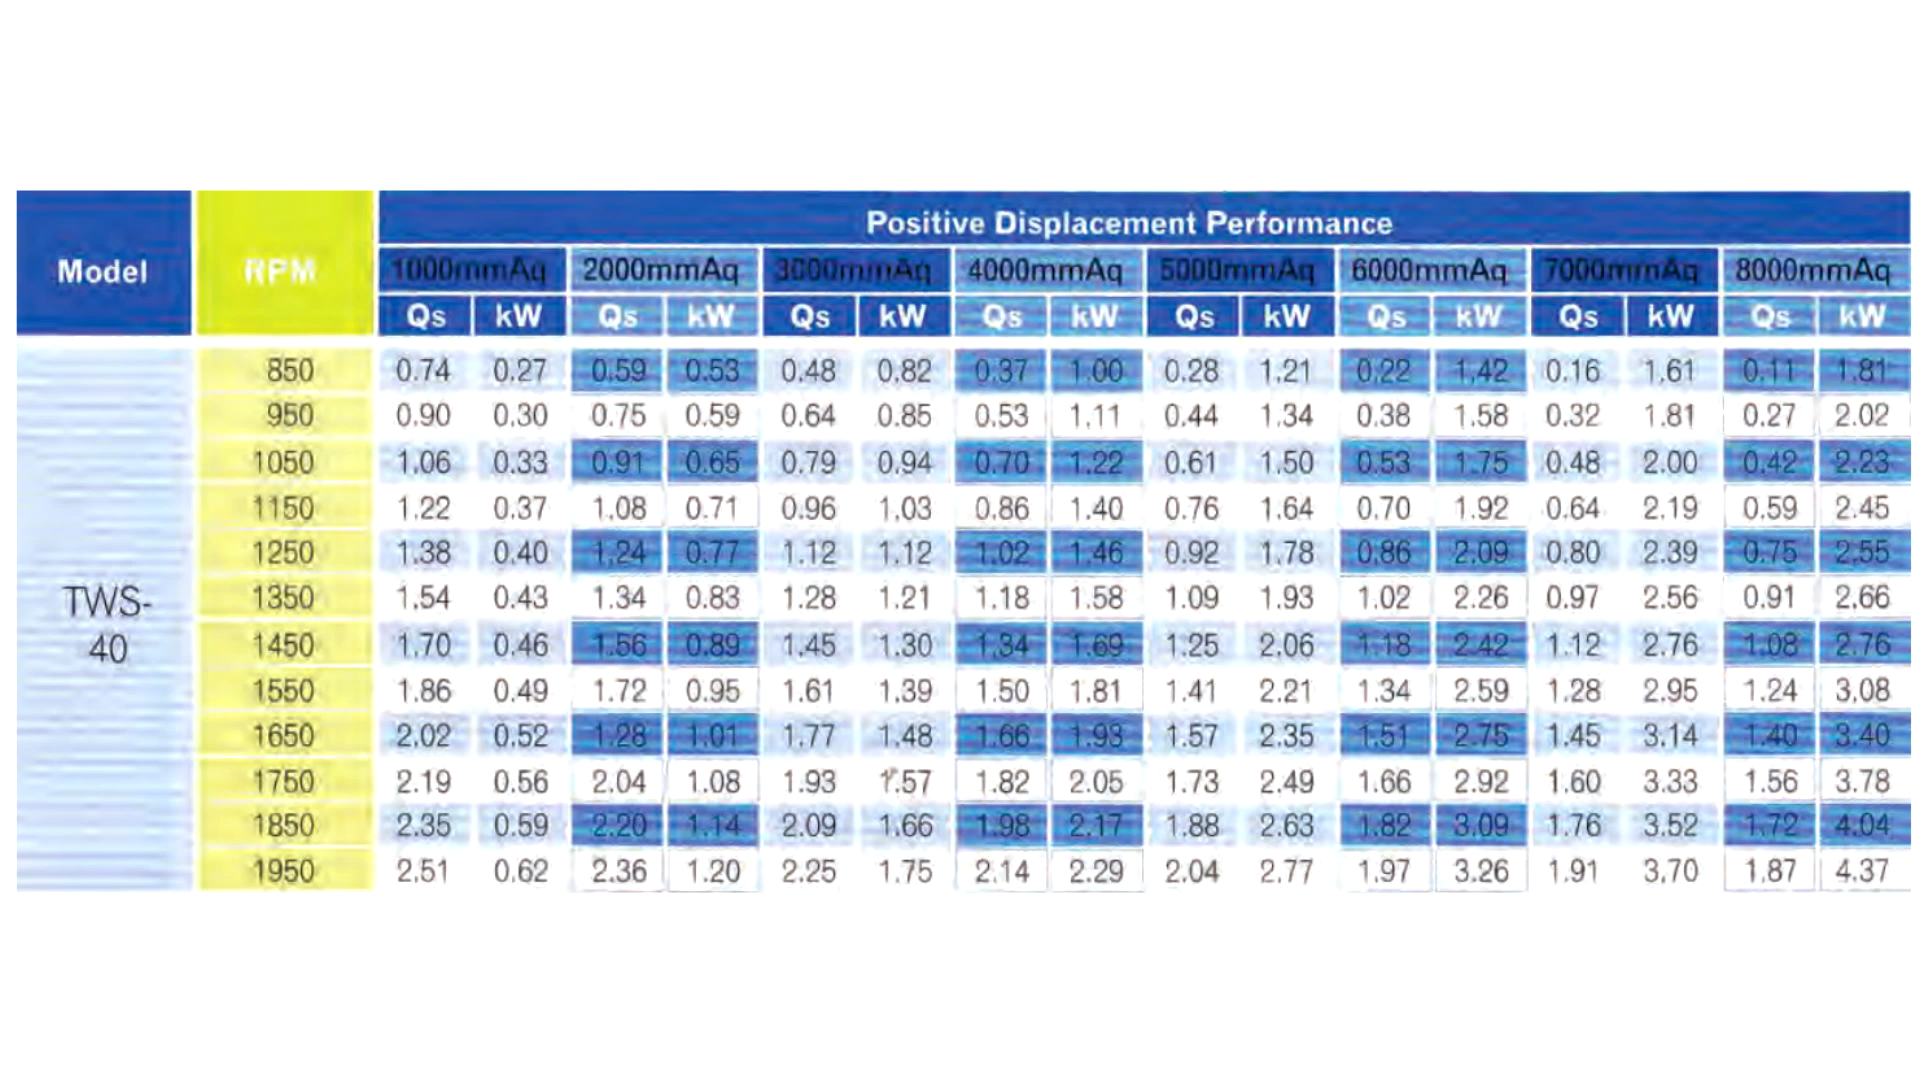 Positive Displacement Performance
Model RPM 1000mmAq 2000mmAq 3000mmAq 4000mmAq 5000mmAq 6000mmAq 7000mmAq 8000mmAq
Qs kW Qs kW Qs kW Qs kW Qs kW Qs kW Qs kW Qs kW
850 0.74 0.27 0.59 0.53 0.48 0.82 0.37 1.00 0.28 1.21 0.22 1.42 0.16 1.61 0.11 1.81
950 0.90 0.30 0.75 0.59 0.64 0.85 0.53 1.11 0.44 1.34 0.38 1.58 0.32 1.81 0.27 2.02
1050 1.06 0.33 0.91 0.65 0.79 0.94 0.70 1.22 0.61 1.50 0.53 1.75 0.48 2.00 0.42 2.23
1150 1.22 0.37 1.08 0.71 0.96 1.03 0.86 1.40 0.76 1.64 0.70 1.92 0.64 2.19 0.59 2.45
1250 1.38 0.40 1.24 0.77 1.12 1.12 1.02 1.46 0.92 1.78 0.86 2.09 0.80 2.39 0.75 2.55
TWS-
1350 1.54 0.43 1.34 0.83 1.28 1.21 1.18 1.58 1.09 1.93 1.02 2.26 0.97 2.56 0.91 2.66
40
1450 1.70 0.46 1.56 0.89 1.45 1.30 1.34 1.69 1.25 2.06 1.18 2.42 1.12 2.76 1.08 2.76
1550 1.86 0.49 1.72 0.95 1.61 1.39 1.50 1.81 1.41 2.21 1.34 2.59 1.28 2.95 1.24 3.08
1650 2.02 0.52 1.28 1.01 1.77 1.48 1.66 1.93 1.57 2.35 1.51 2.75 1.45 3.14 1.40 3.40
1750 2.19 0.56 2.04 1.08 1.93 1.57 1.82 2.05 1.73 2.49 1.66 2.92 1.60 3.33 1.56 3.78
1850 2.35 0.59 2.20 1.14 2.09 1.66 1.98 2.17 1.88 2.63 1.82 3.09 1.76 3.52 1.72 4.04
1950 2.51 0.62 2.36 1.20 2.25 1.75 2.14 2.29 2.04 2.77 1.97 3.26 1.91 3.70 1.87 4.37